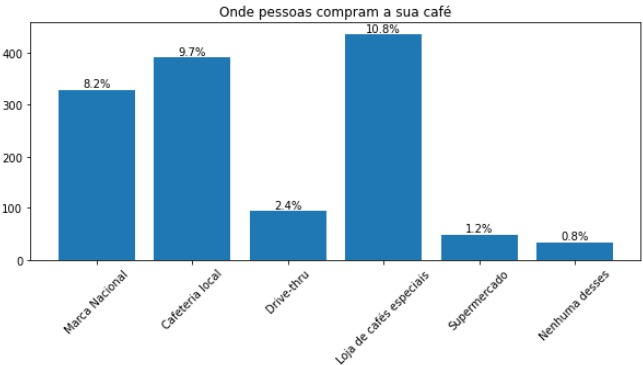 Onde pessoas compram a sua café
400
300
200
100
0
8.2%
9.7%
2.4%
10.8%
1.2%
0.8%
Marca Nacional
Cafeteria local
Drive-thru
Loja de cafés especiais
Supermercado
Nenhuma desses